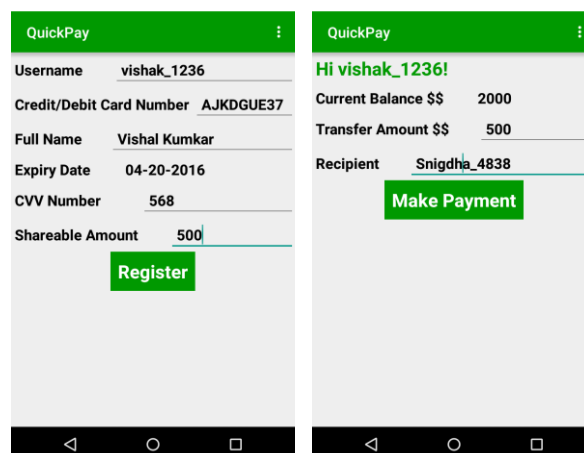 QuickPay
Username vishak_1236
Credit/Debit Card Number AJKDGUE37
Full Name Vishal Kumkar
Expiry Date 04-20-2016
CVV Number 568
Shareable Amount 500
Register
QuickPay
Hi vishak_1236!
Current Balance $$ 2000
Transfer Amount $$ 500
Recipient Snigdha_4838
Make Payment